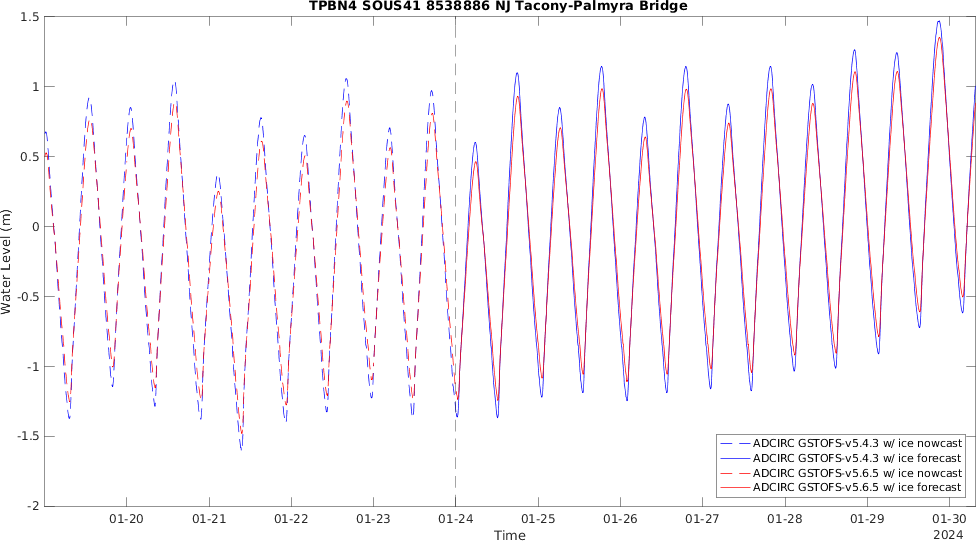 TPBN4 SOUS41 8538886 NJ Tacony-Palmyra Bridge
1.5
1
0.5
0
-0.5
-1
-1.5
-2
Water Level (m)
ADCIRC GSTOFS-v5.4.3 w/ ice nowcast
ADCIRC GSTOFS-v5.4.3 w/ ice forecast
ADCIRC GSTOFS-v5.6.5 w/ ice nowcast
ADCIRC GSTOFS-v5.6.5 w/ ice forecast
01-20 01-21 01-22 01-23 01-24 01-25 01-26 01-27 01-28 01-29 01-30
Time
2024